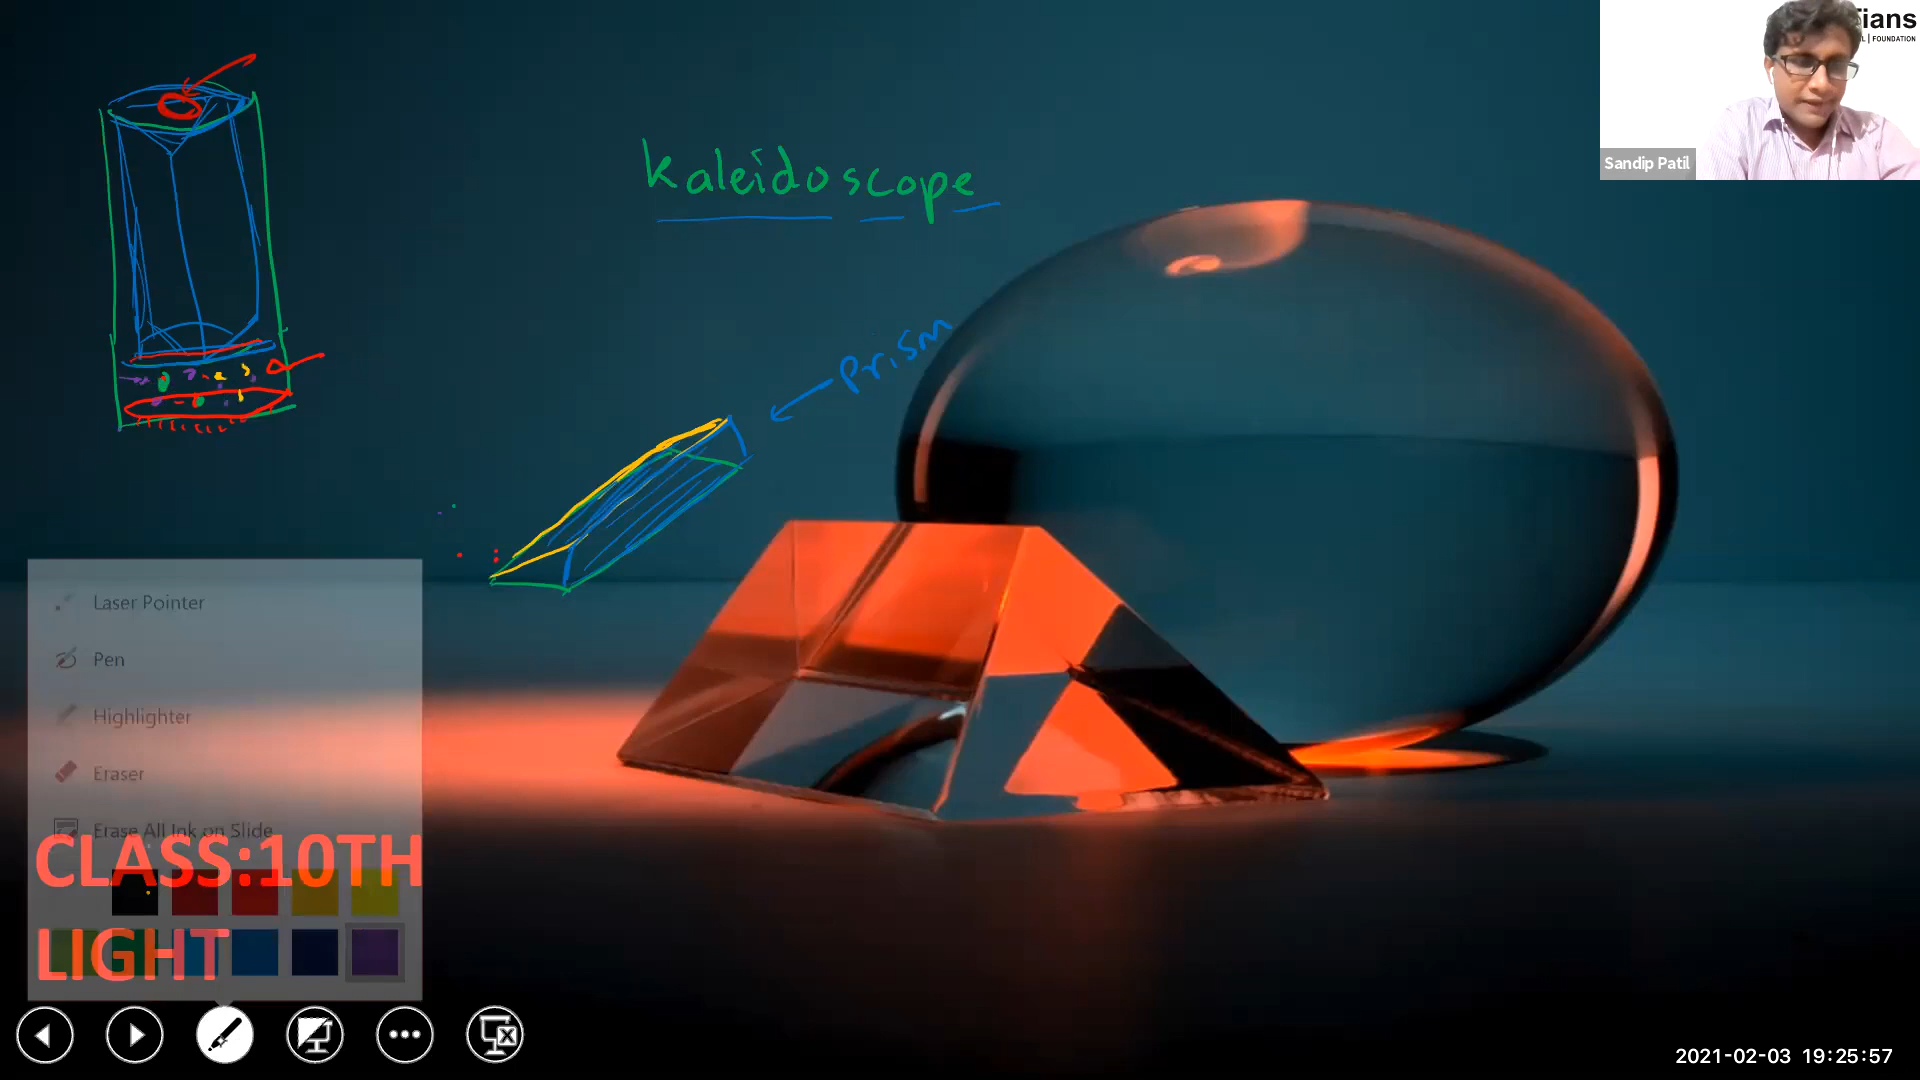 ians
L | FOUNDATION
Sandip Patil
kaleidoscope
Prism
Laser Pointer
Pen
Highlighter
Eraser
Erase All Ink on Slide
CLASS:10TH
LIGHT
2021-02-03 19:25:57